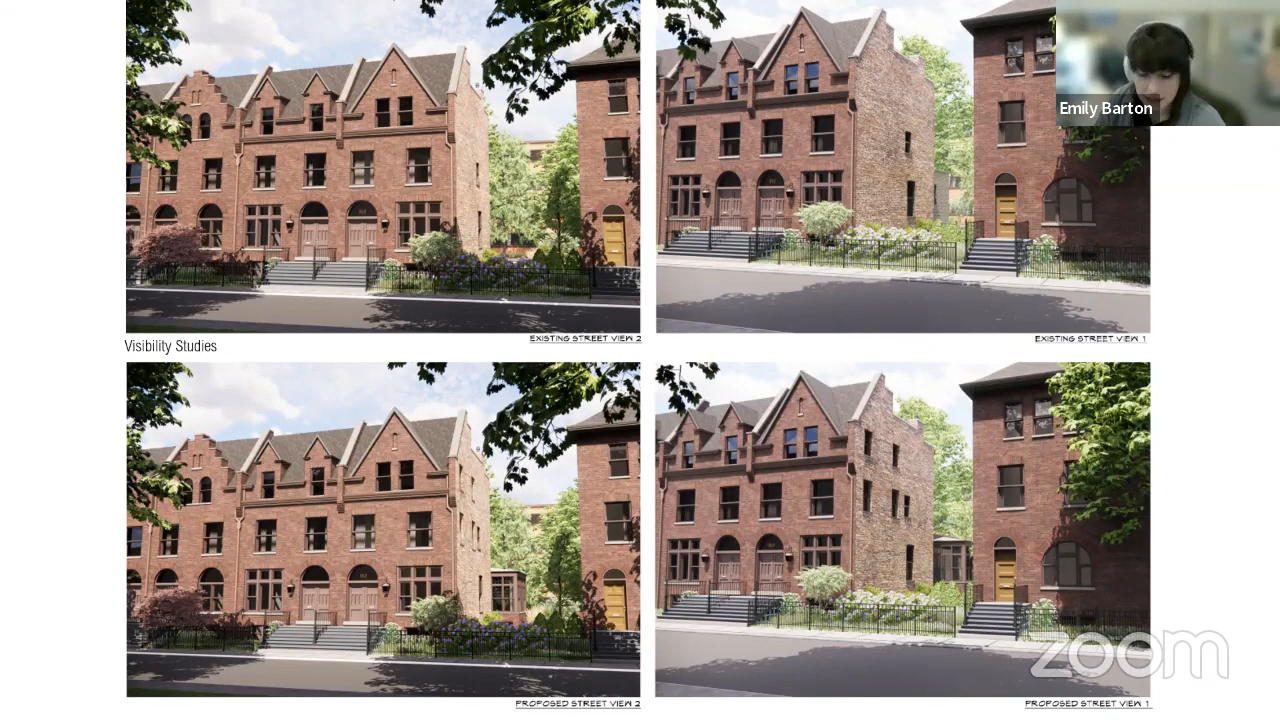 Emily Barton
EXISTING STREET VIEW 2
EXISTING STREET VIEW 1
Visibility Studies
zoom
PROPOSED STREET VIEW 2
PROPOSED STREET VIEW 1